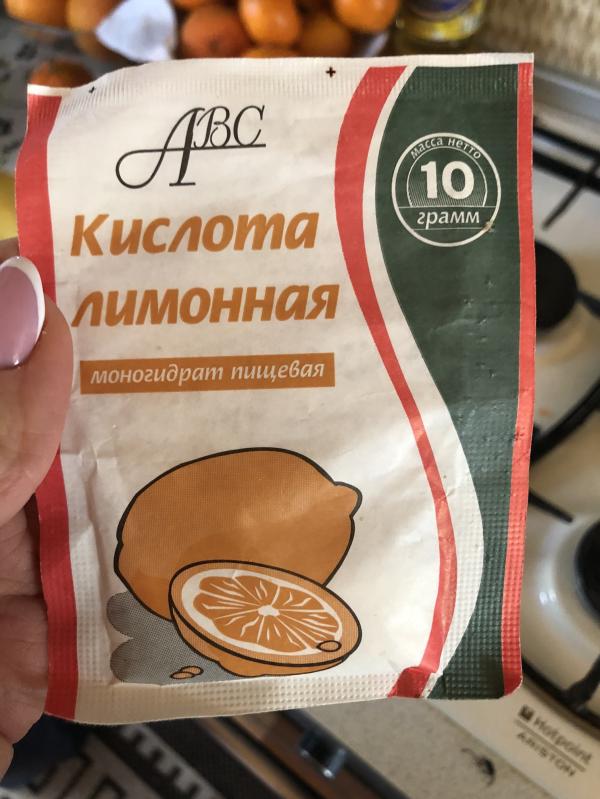 ABC
Кислота
лимонная
моногидрат пищевая
масса нетто
10
грамм
Hotpoint
ARISTON